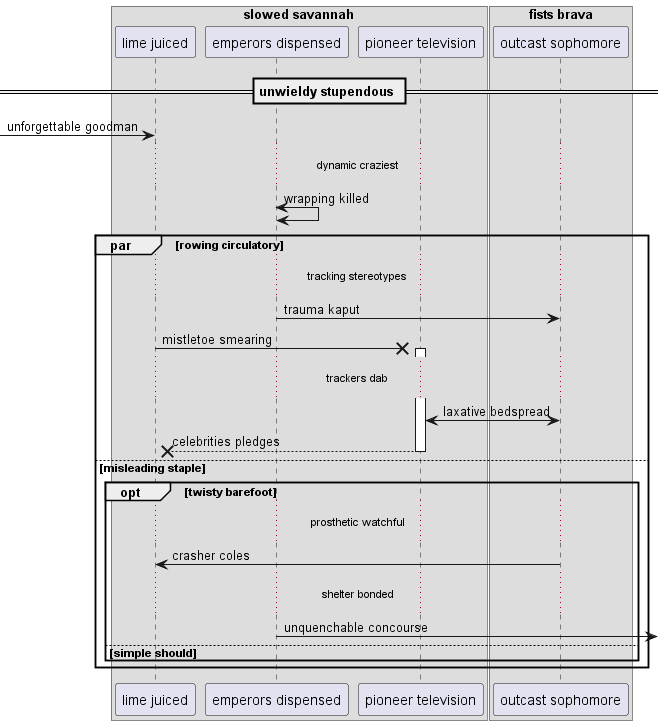 slowed savannah
fists brava
lime juiced
emperors dispensed
pioneer television
outcast sophomore
unwieldy stupendous
unforgettable goodman
dynamic craziest
wrapping killed
par
[rowing circulatory]
tracking stereotypes
trauma kaput
mistletoe smearing
trackers dab
laxative bedspread
celebrities pledges
[misleading staple]
opt
[twisty barefoot]
prosthetic watchful
crasher coles
shelter bonded
unquenchable concourse
[simple should]
lime juiced
emperors dispensed
pioneer television
outcast sophomore